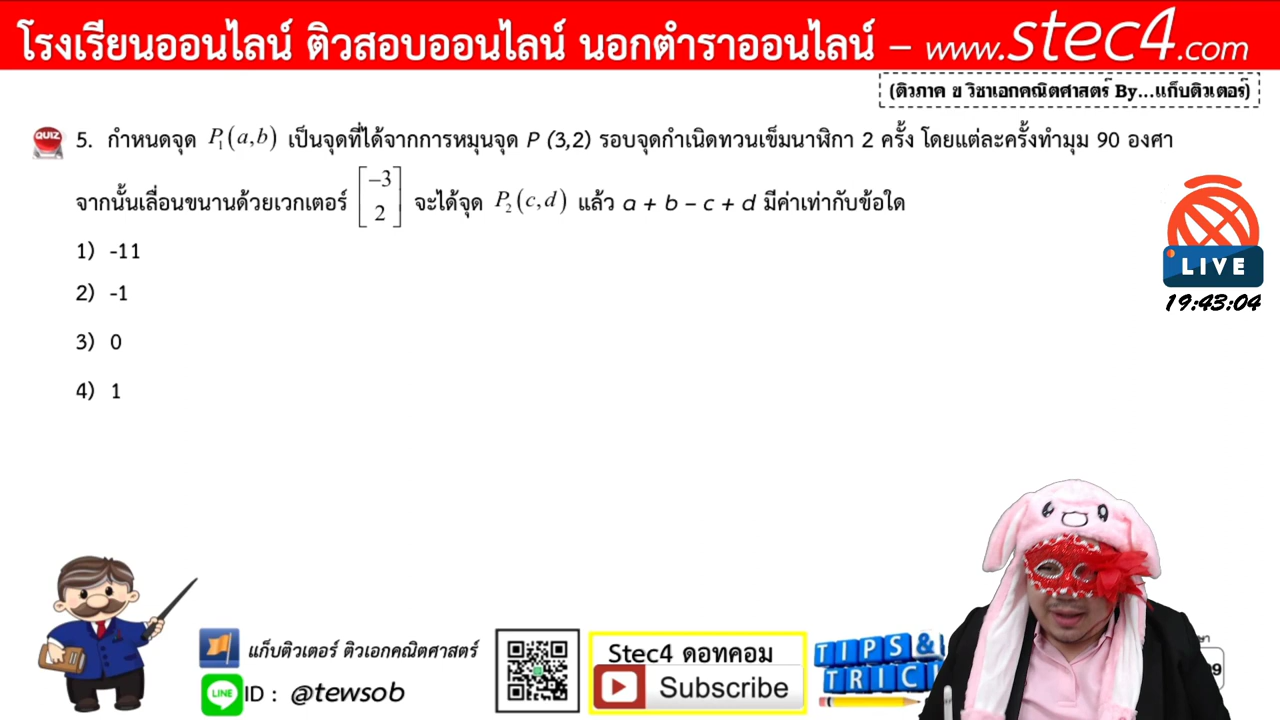 โรงเรียนออนไลน์ ติวสอบออนไลน์ นอกตำราออนไลน์ – www.stec4.com
(ติวภาค ข วิชาเอกคณิตศาสตร์ By...แก็บติวเตอร์)
QUIZ 5. กำหนดจุด P₁(a,b) เป็นจุดที่ได้จากการหมุนจุด P (3,2) รอบจุดกำเนิดทวนเข็มนาฬิกา 2 ครั้ง โดยแต่ละครั้งทำมุม 90 องศา
จากนั้นเลื่อนขนานด้วยเวกเตอร์ [-3 2] จะได้จุด P₂(c,d) แล้ว a + b – c + d มีค่าเท่ากับข้อใด
1) -11
2) -1
3) 0
4) 1
LIVE
19:43:04
แก็บติวเตอร์ ติวเอกคณิตศาสตร์
LINE ID : @tewsob
Stec4 ดอทคอม
Subscribe
TIPS &
TRIC
9